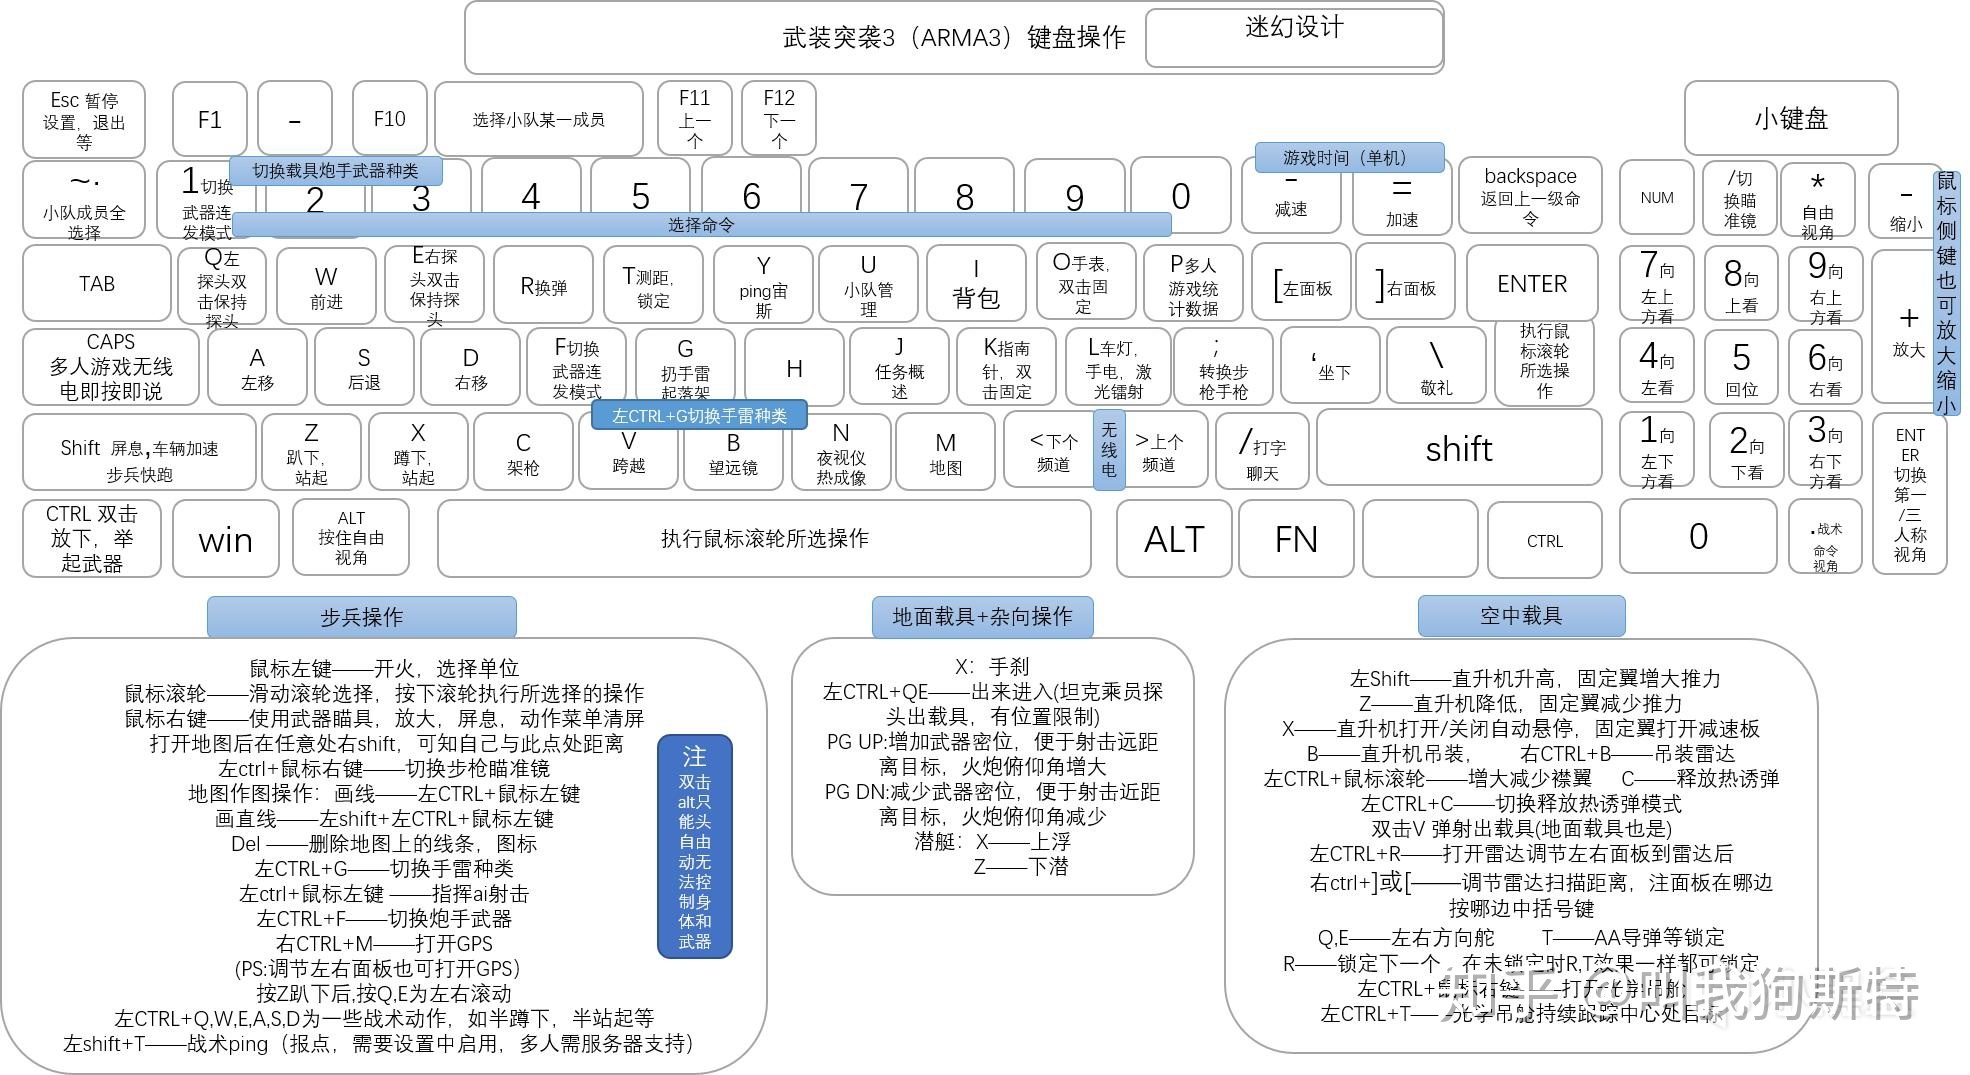 武装突袭3（ARMA3）键盘操作
迷幻设计
Esc 暂停
设置，退出
等
F1
-
F10
选择小队某一成员
F11
上一
个
F12
下一
个
小键盘
~·
小队成员全
选择
1切换
武器连
发模式
切换载具炮手武器种类
2
3
4
5
6
7
8
9
0
选择命令
游戏时间（单机）
-
减速
=
加速
backspace
返回上一级命
令
NUM
/切
换瞄
准镜
*
自由
视角
-
缩小
鼠标侧键也可放大缩小
TAB
Q左
探头双
击保持
探头
W
前进
E右探
头双击
保持探
头
R换弹
T测距，
锁定
Y
ping宙
斯
U
小队管
理
I
背包
O手表，
双击固
定
P多人
游戏统
计数据
[左面板
]右面板
ENTER
执行鼠
标滚轮
所选操
作
7向
左上
方看
8向
上看
9向
右上
方看
+
放大
CAPS
多人游戏无线
电即按即说
A
左移
S
后退
D
右移
F切换
武器连
发模式
G
扔手雷
起落架
H
J
任务概
述
K指南
针，双
击固定
L车灯，
手电，激
光镭射
;
转换步
枪手枪
‘坐下
\
敬礼
4向
左看
5
回位
6向
右看
左CTRL+G切换手雷种类
Shift 屏息,车辆加速
步兵快跑
Z
趴下，
站起
X
蹲下，
站起
C
架枪
V
跨越
B
望远镜
N
夜视仪
热成像
M
地图
<下个
频道
无线电
>上个
频道
/打字
聊天
shift
1向
左下
方看
2向
下看
3向
右下
方看
ENT
ER
切换
第一
/三
人称
视角
CTRL 双击
放下，举
起武器
win
ALT
按住自由
视角
执行鼠标滚轮所选操作
ALT
FN
CTRL
0
.战术
命令
视角
步兵操作
鼠标左键——开火，选择单位
鼠标滚轮——滑动滚轮选择，按下滚轮执行所选择的操作
鼠标右键——使用武器瞄具，放大，屏息，动作菜单清屏
打开地图后在任意处右shift，可知自己与此点处距离
左ctrl+鼠标右键——切换步枪瞄准镜
地图作图操作：画线——左CTRL+鼠标左键
画直线——左shift+左CTRL+鼠标左键
Del ——删除地图上的线条，图标
左CTRL+G——切换手雷种类
左ctrl+鼠标左键 ——指挥ai射击
左CTRL+F——切换炮手武器
右CTRL+M——打开GPS
(PS:调节左右面板也可打开GPS）
按Z趴下后,按Q,E为左右滚动
左CTRL+Q,W,E,A,S,D为一些战术动作，如半蹲下，半站起等
左shift+T——战术ping（报点，需要设置中启用，多人需服务器支持）
注
双击
alt只
能头
自由
动无
法控
制身
体和
武器
地面载具+杂向操作
X：手刹
左CTRL+QE——出来进入(坦克乘员探
头出载具，有位置限制)
PG UP:增加武器密位，便于射击远距
离目标，火炮俯仰角增大
PG DN:减少武器密位，便于射击近距
离目标，火炮俯仰角减少
潜艇：X——上浮
Z——下潜
空中载具
左Shift——直升机升高，固定翼增大推力
Z——直升机降低，固定翼减少推力
X——直升机打开/关闭自动悬停，固定翼打开减速板
B——直升机吊装， 右CTRL+B——吊装雷达
左CTRL+鼠标滚轮——增大减少襟翼 C——释放热诱弹
左CTRL+C——切换释放热诱弹模式
双击V 弹射出载具(地面载具也是)
左CTRL+R——打开雷达调节左右面板到雷达后
右ctrl+]或[——调节雷达扫描距离，注面板在哪边
按哪边中括号键
Q,E——左右方向舵 T——AA导弹等锁定
R——锁定下一个，在未锁定时R,T效果一样都可锁定
左CTRL+鼠标右键——打开光学吊舱
左CTRL+T——光学吊舱持续跟踪中心处目标
知乎 @叫我狗斯特